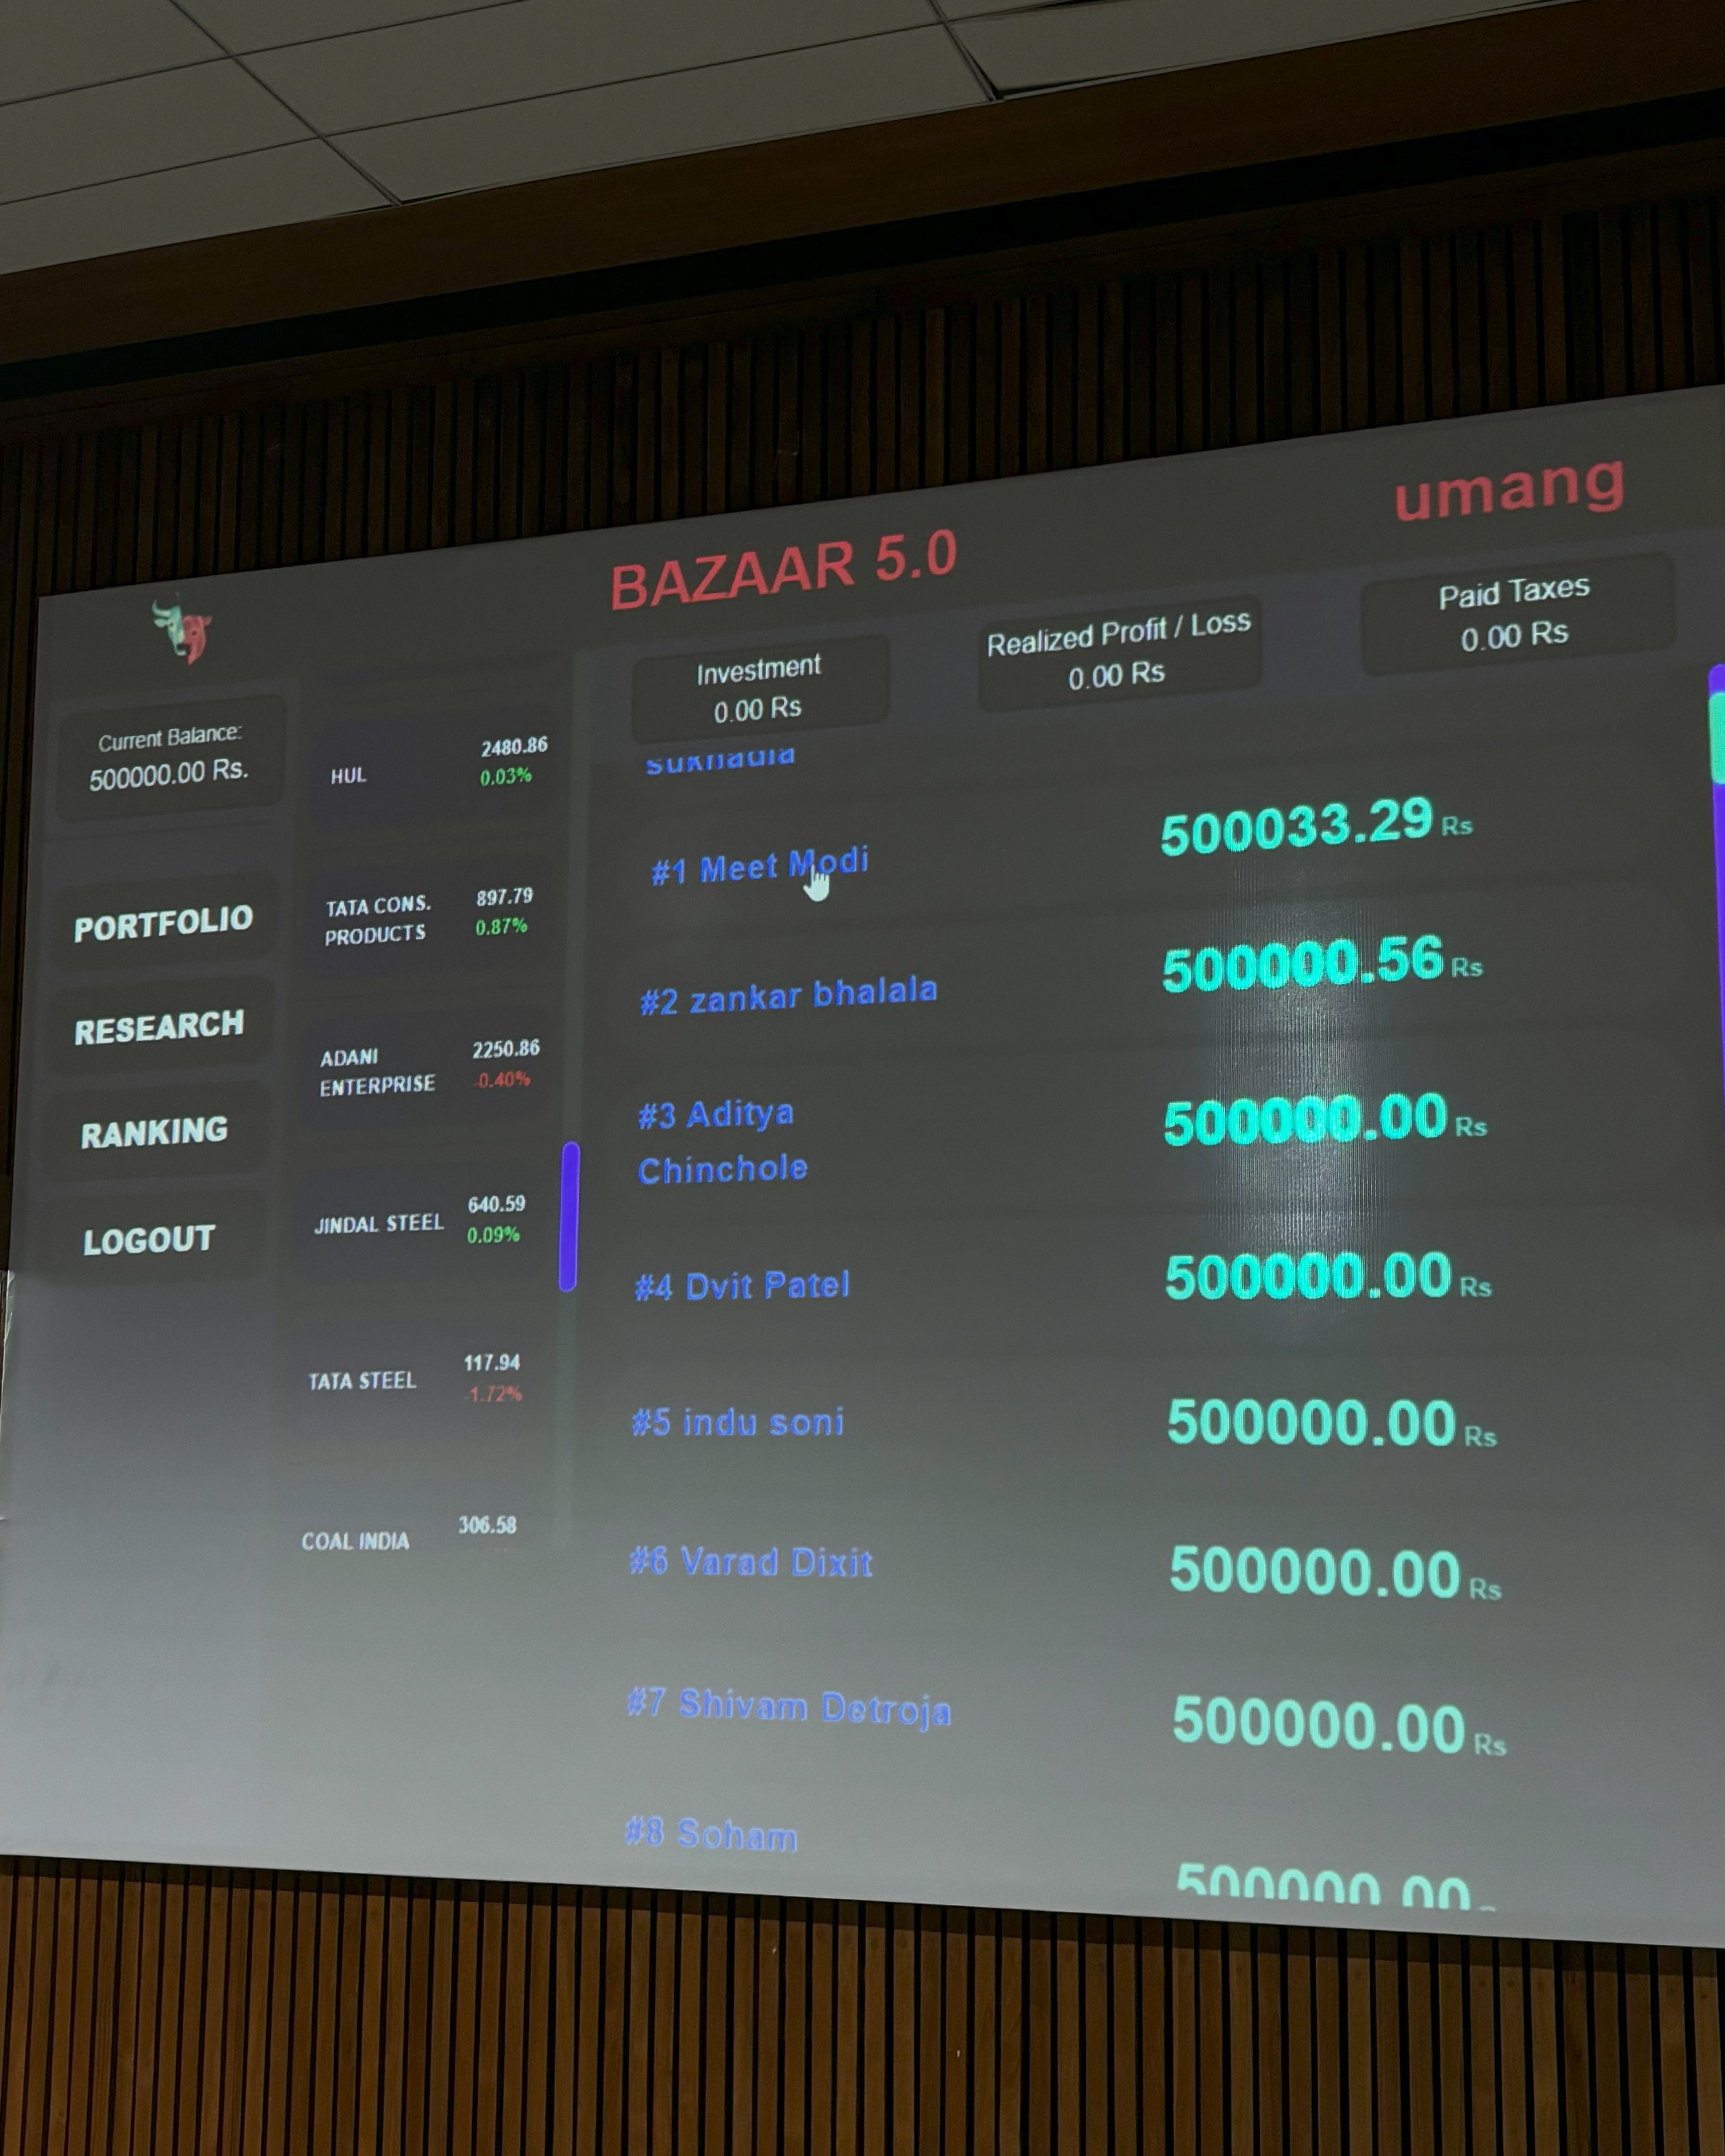 umang
BAZAAR 5.0
Current Balance:
500000.00 Rs.
Investment
0.00 Rs
Realized Profit / Loss
0.00 Rs
Paid Taxes
0.00 Rs
PORTFOLIO
RESEARCH
RANKING
LOGOUT
HUL 2480.86
0.03%
TATA CONS. 897.79
PRODUCTS 0.87%
ADANI 2250.86
ENTERPRISE -0.40%
JINDAL STEEL 640.59
0.09%
TATA STEEL 117.94
-1.72%
COAL INDIA 306.58
sukhadia
#1 Meet Modi 500033.29 Rs
#2 zankar bhalala 500000.56 Rs
#3 Aditya
Chinchole 500000.00 Rs
#4 Dvit Patel 500000.00 Rs
#5 indu soni 500000.00 Rs
#6 Varad Dixit 500000.00 Rs
#7 Shivam Detroja 500000.00 Rs
#8 Soham 500000.00